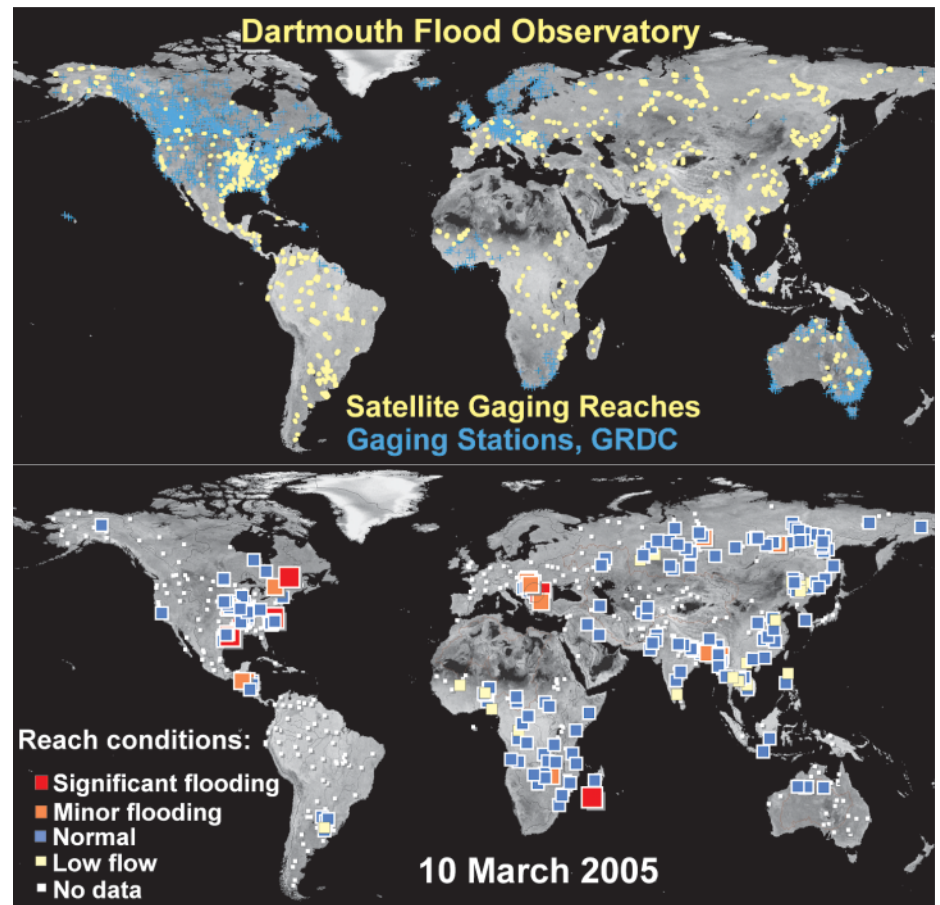 Dartmouth Flood Observatory
Satellite Gaging Reaches
Gaging Stations, GRDC
Reach conditions:
Significant flooding
Minor flooding
Normal
Low flow
No data
10 March 2005